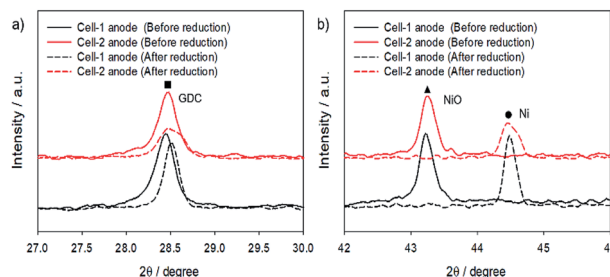 a)
Cell-1 anode (Before reduction)
Cell-2 anode (Before reduction)
Cell-1 anode (After reduction)
Cell-2 anode (After reduction)
GDC
Intensity / a.u.
27.0 27.5 28.0 28.5 29.0 29.5 30.0
2θ / degree
b)
Cell-1 anode (Before reduction)
Cell-2 anode (Before reduction)
Cell-1 anode (After reduction)
Cell-2 anode (After reduction)
NiO
Ni
Intensity / a.u.
42 43 44 45
2θ / degree